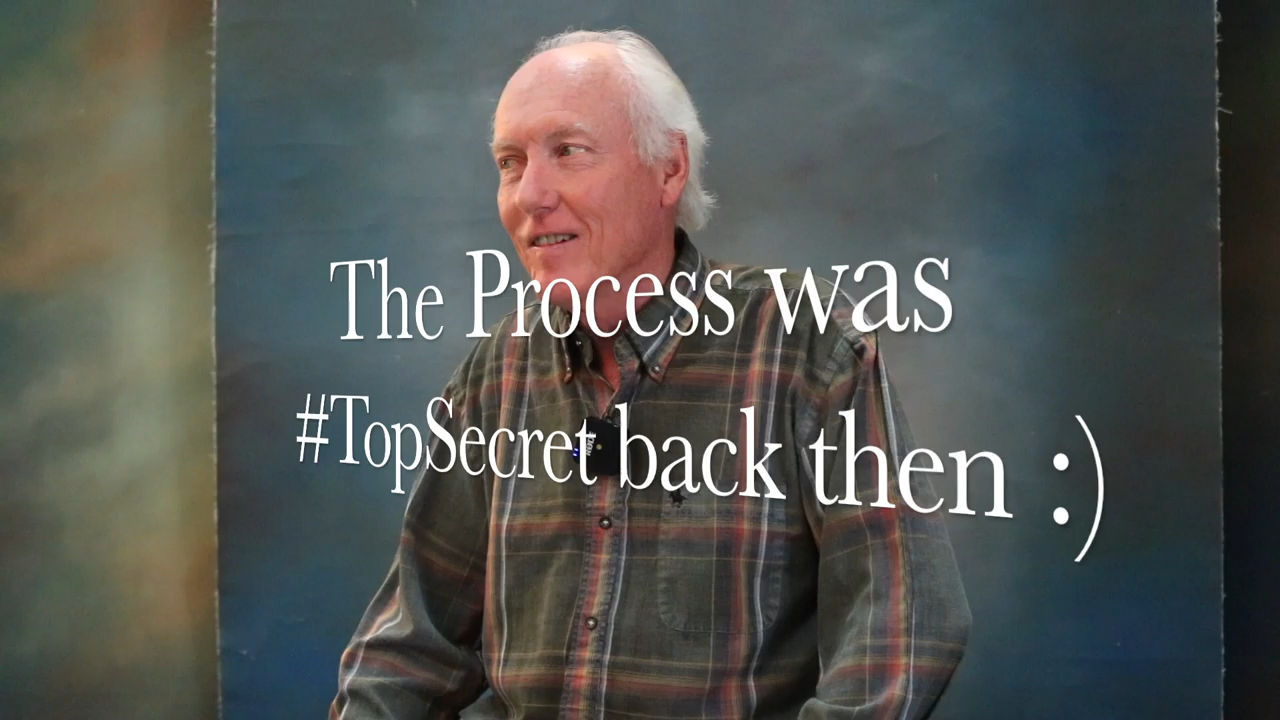 The Process was
#TopSecret back then :)